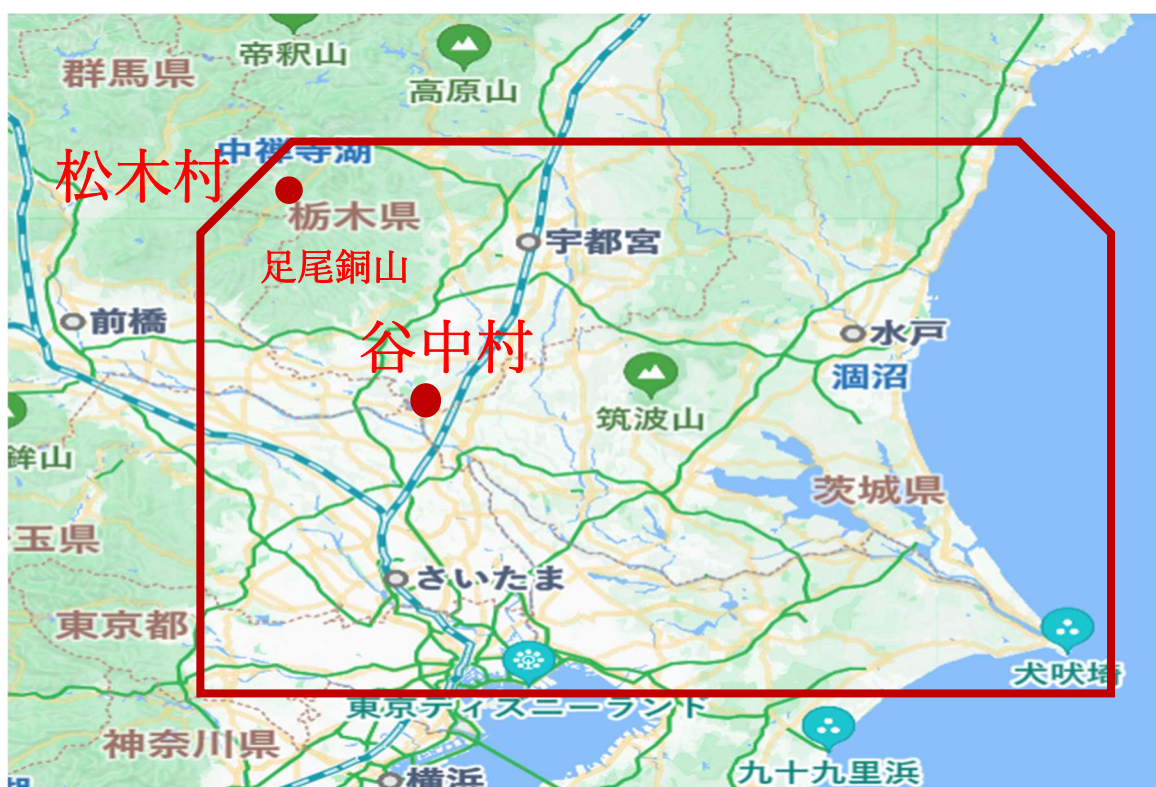 帝釈山
群馬県
高原山
中禅寺湖
松木村
栃木県
宇都宮
足尾銅山
前橋
谷中村
水戸
涸沼
筑波山
鉾山
茨城県
玉県
さいたま
東京都
犬吠埼
東京ディズニーランド
神奈川県
九十九里浜
横浜